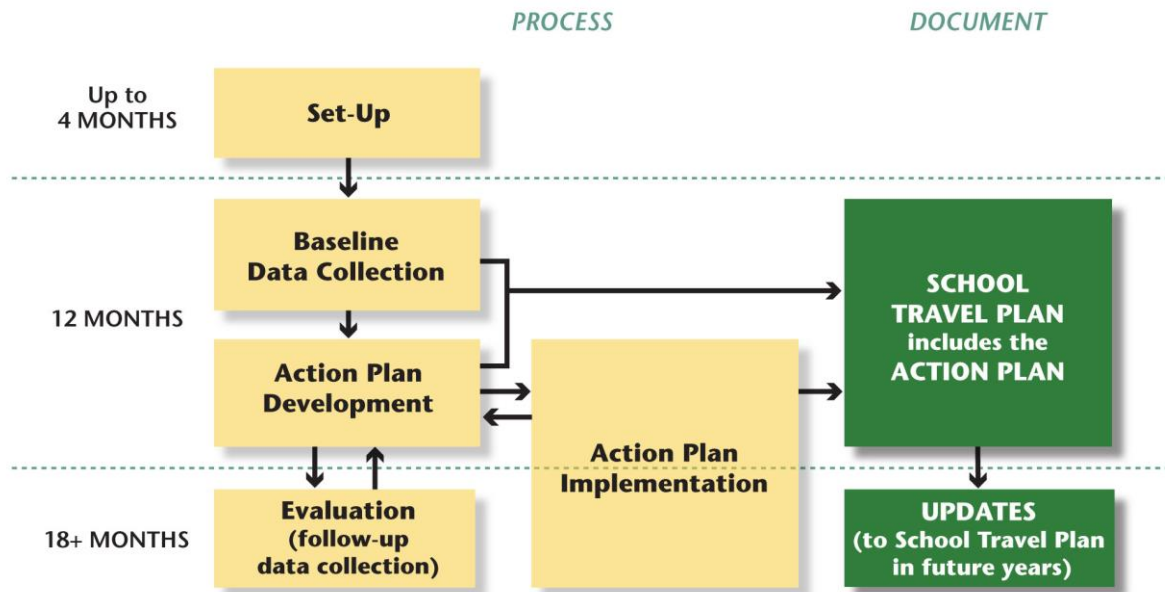 PROCESS
DOCUMENT
Up to
4 MONTHS
Set-Up
12 MONTHS
Baseline
Data Collection
Action Plan
Development
Action Plan
Implementation
SCHOOL
TRAVEL PLAN
includes the
ACTION PLAN
18+ MONTHS
Evaluation
(follow-up
data collection)
UPDATES
(to School Travel Plan
in future years)